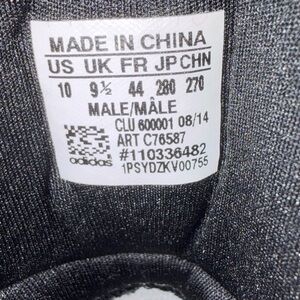 MADE IN CHINA
US UK FR JP CHN
10 9½ 44 280 270
MALE/MÂLE
CLU 600001 08/14
ART C76587
#110336482
adidas 1PSYDZKV00755